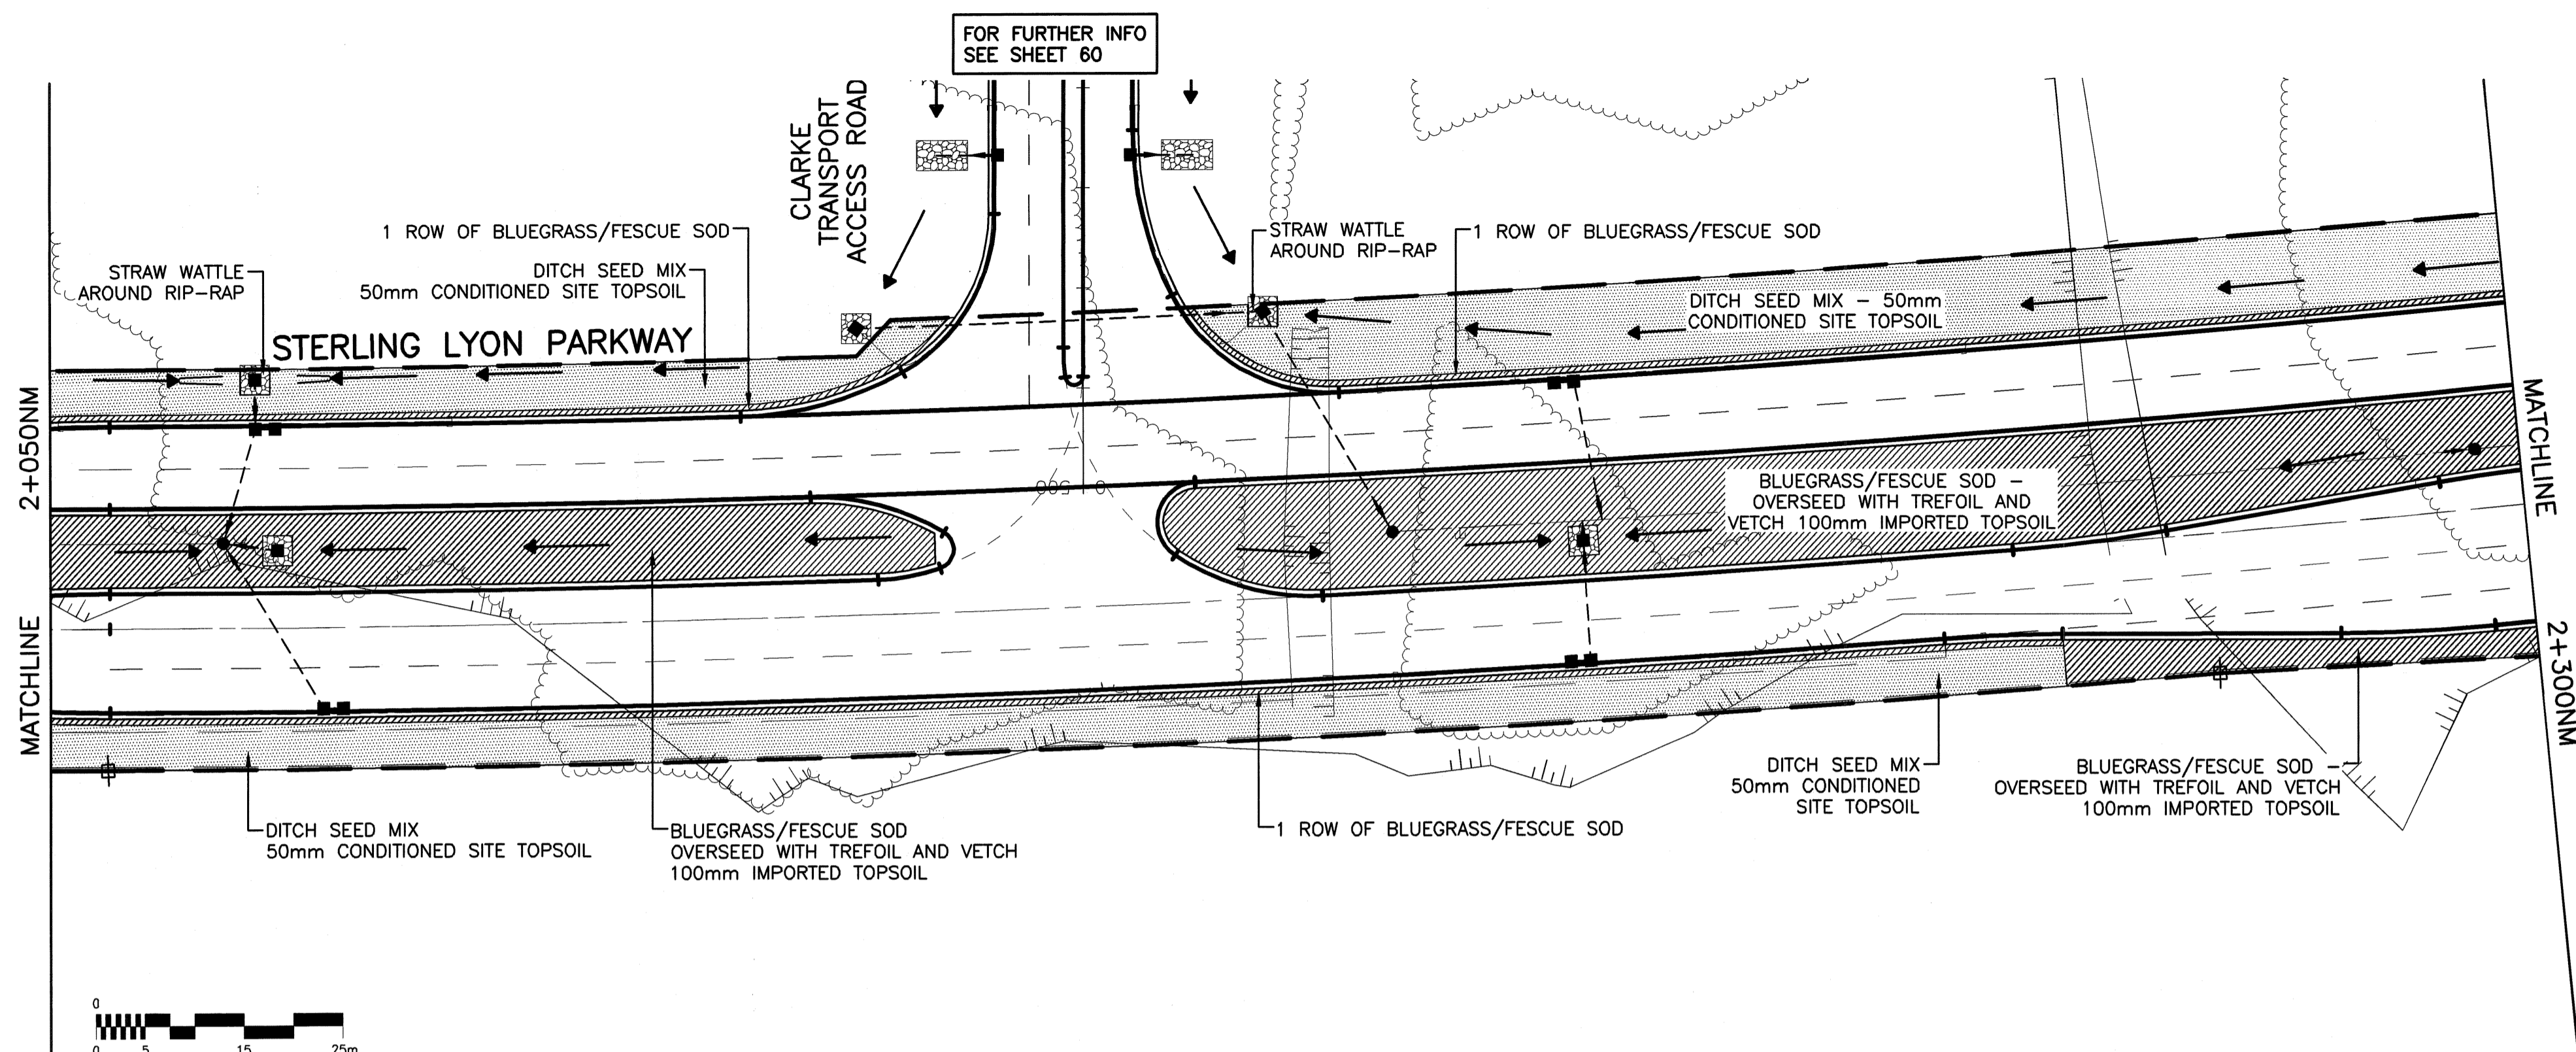 FOR FURTHER INFO
SEE SHEET 60
CLARKE
TRANSPORT
ACCESS ROAD
1 ROW OF BLUEGRASS/FESCUE SOD
STRAW WATTLE
AROUND RIP-RAP
DITCH SEED MIX
50mm CONDITIONED SITE TOPSOIL
STERLING LYON PARKWAY
STRAW WATTLE
AROUND RIP-RAP
1 ROW OF BLUEGRASS/FESCUE SOD
DITCH SEED MIX - 50mm
CONDITIONED SITE TOPSOIL
2+050NM
MATCHLINE
MATCHLINE
2+300NM
BLUEGRASS/FESCUE SOD -
OVERSEED WITH TREFOIL AND
VETCH 100mm IMPORTED TOPSOIL
DITCH SEED MIX
50mm CONDITIONED SITE TOPSOIL
BLUEGRASS/FESCUE SOD
OVERSEED WITH TREFOIL AND VETCH
100mm IMPORTED TOPSOIL
1 ROW OF BLUEGRASS/FESCUE SOD
DITCH SEED MIX
50mm CONDITIONED
SITE TOPSOIL
BLUEGRASS/FESCUE SOD -
OVERSEED WITH TREFOIL AND VETCH
100mm IMPORTED TOPSOIL
0
0 5 15 25m